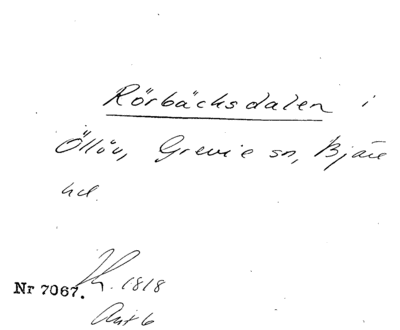 Rörbäcksdalen i
Öllöv, Grevie sn, Bjäre
hd.
Nr 7067. 1818